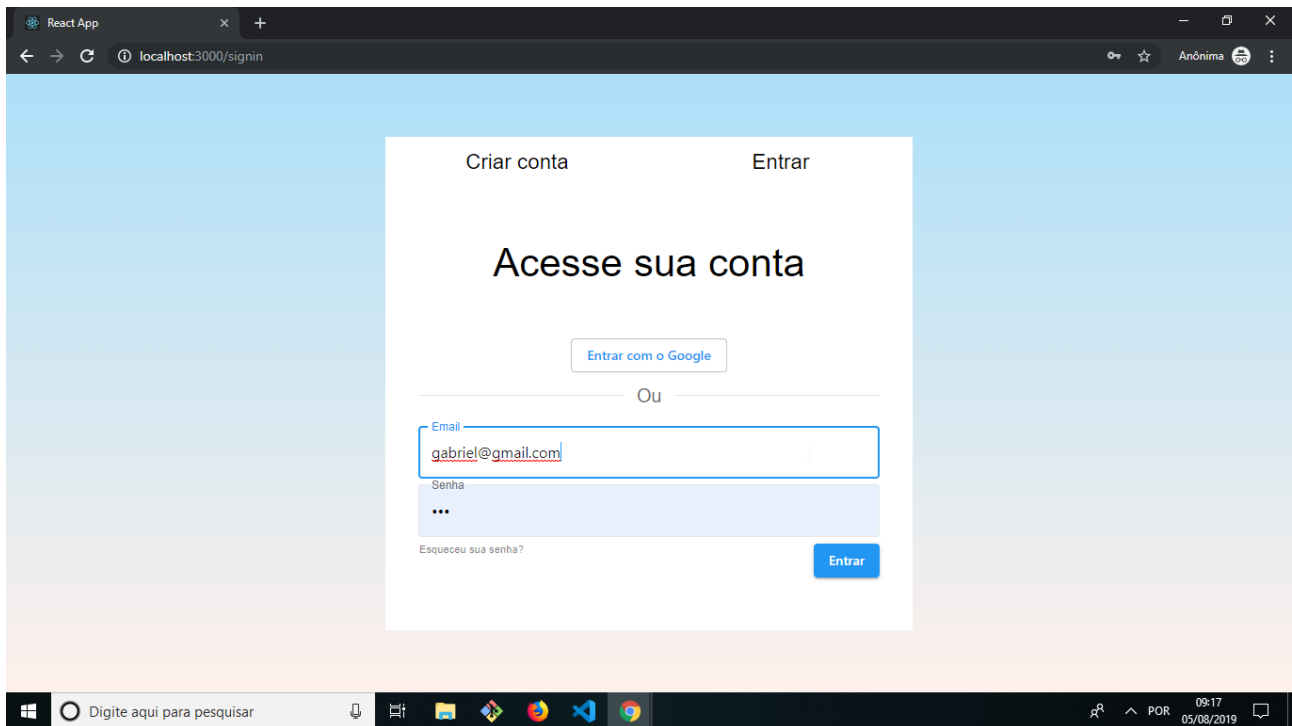 React App
localhost:3000/signin
Anônima
Criar conta Entrar
Acesse sua conta
Entrar com o Google
Ou
Email
gabriel@gmail.com
Senha
•••
Esqueceu sua senha?
Entrar
Digite aqui para pesquisar
POR
09:17
05/08/2019